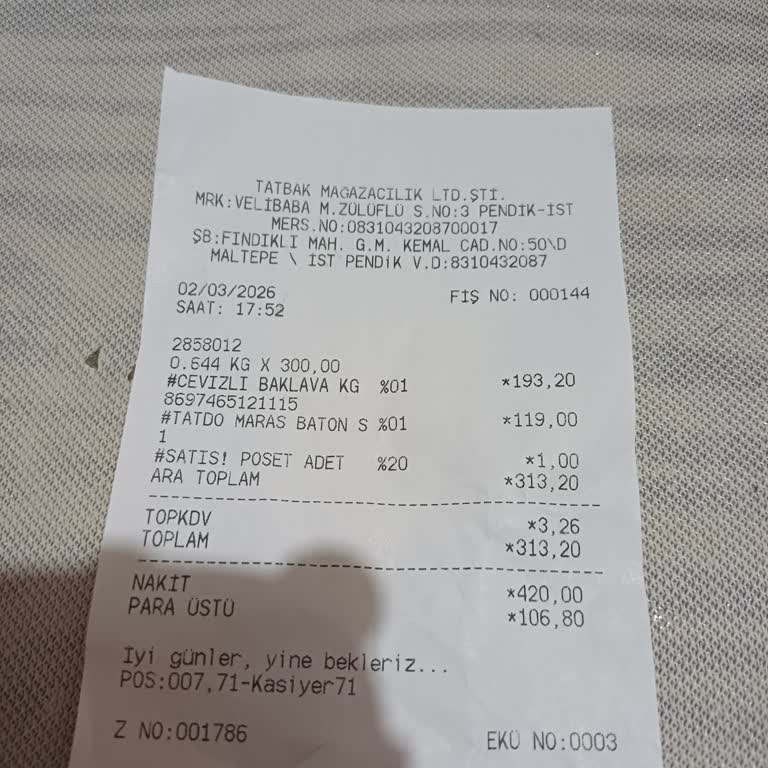 TATBAK MAĞAZACILIK LTD.ŞTİ.
MRK:VELİBABA M.ZÜLÜFLÜ S.NO:3 PENDİK-İST
MERS.NO:0831043208700017
ŞB:FINDIKLI MAH. G.M. KEMAL CAD.NO:50\D
MALTEPE \ İST PENDİK V.D:8310432087
02/03/2026 FİŞ NO: 000144
SAAT: 17:52
2858012
0.644 KG X 300,00
#CEVIZLI BAKLAVA KG %01 *193,20
8697465121115
#TATDO MARAS BATON S %01 *119,00
1
#SATIS! POSET ADET %20 *1,00
ARA TOPLAM *313,20
TOPKDV *3,26
TOPLAM *313,20
NAKİT *420,00
PARA ÜSTÜ *106,80
İyi günler, yine bekleriz...
POS:007,71-Kasiyer71
Z NO:001786 EKÜ NO:0003